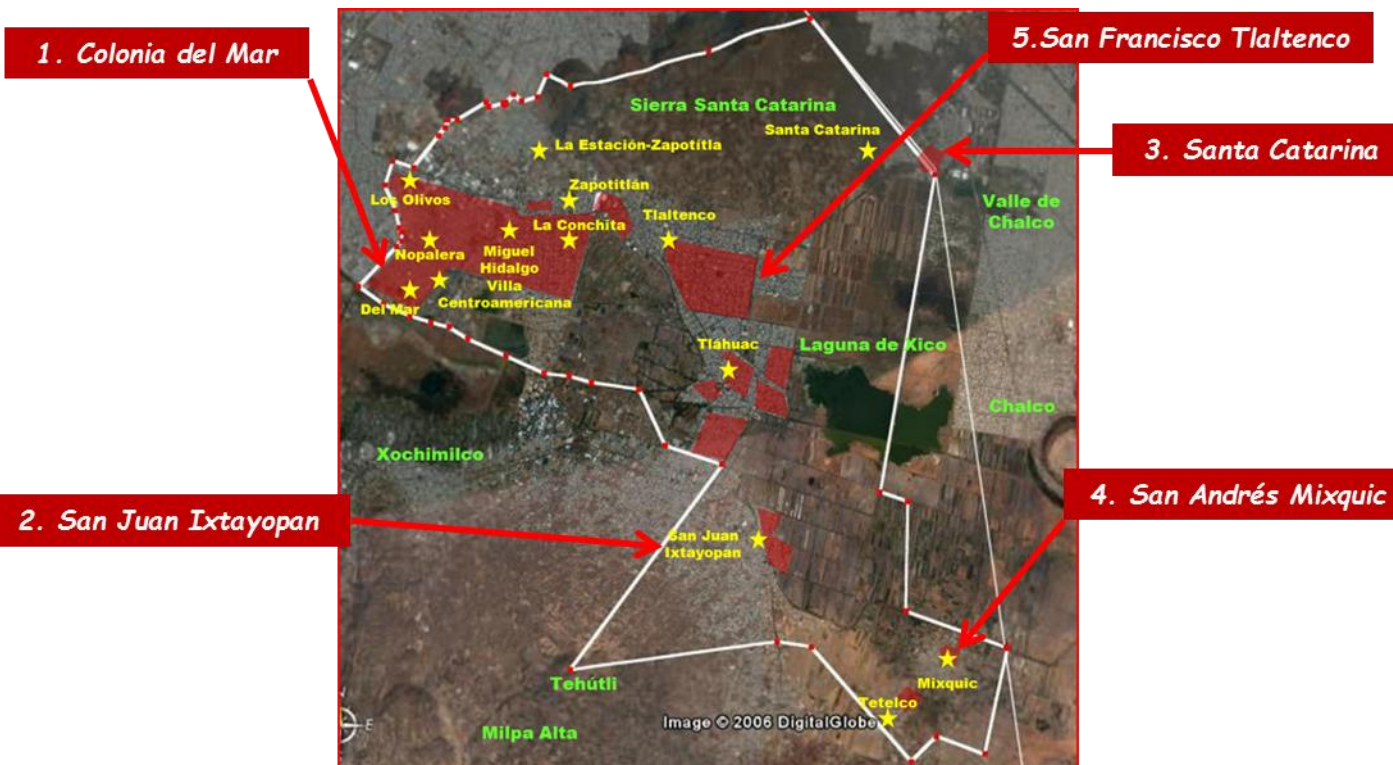 1. Colonia del Mar
5.San Francisco Tlaltenco
Sierra Santa Catarina
Santa Catarina
3. Santa Catarina
La Estación-Zapotítla
Los Olivos
Zapotitlán
Valle de
Chalco
La Conchita
Tlaltenco
Nopalera
Miguel
Hidalgo
Villa
Centroamericana
Del Mar
Tláhuac
Laguna de Xico
Chalco
Xochimilco
4. San Andrés Mixquic
2. San Juan Ixtayopan
San Juan
Ixtayopan
Tehútli
Mixquic
Tetelco
Image © 2006 DigitalGlobe
E
Milpa Alta